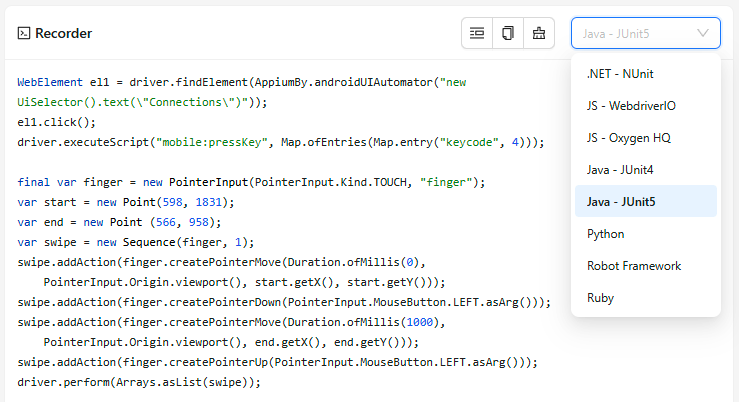 Recorder
Java - JUnit5
WebElement el1 = driver.findElement(AppiumBy.androidUIAutomator("new
UiSelector().text(\"Connections\")"));
el1.click();
driver.executeScript("mobile:pressKey", Map.ofEntries(Map.entry("keycode", 4)));
final var finger = new PointerInput(PointerInput.Kind.TOUCH, "finger");
var start = new Point(598, 1831);
var end = new Point (566, 958);
var swipe = new Sequence(finger, 1);
swipe.addAction(finger.createPointerMove(Duration.ofMillis(0),
PointerInput.Origin.viewport(), start.getX(), start.getY()));
swipe.addAction(finger.createPointerDown(PointerInput.MouseButton.LEFT.asArg()));
swipe.addAction(finger.createPointerMove(Duration.ofMillis(1000),
PointerInput.Origin.viewport(), end.getX(), end.getY()));
swipe.addAction(finger.createPointerUp(PointerInput.MouseButton.LEFT.asArg()));
driver.perform(Arrays.asList(swipe));
.NET - NUnit
JS - WebdriverIO
JS - Oxygen HQ
Java - JUnit4
Java - JUnit5
Python
Robot Framework
Ruby